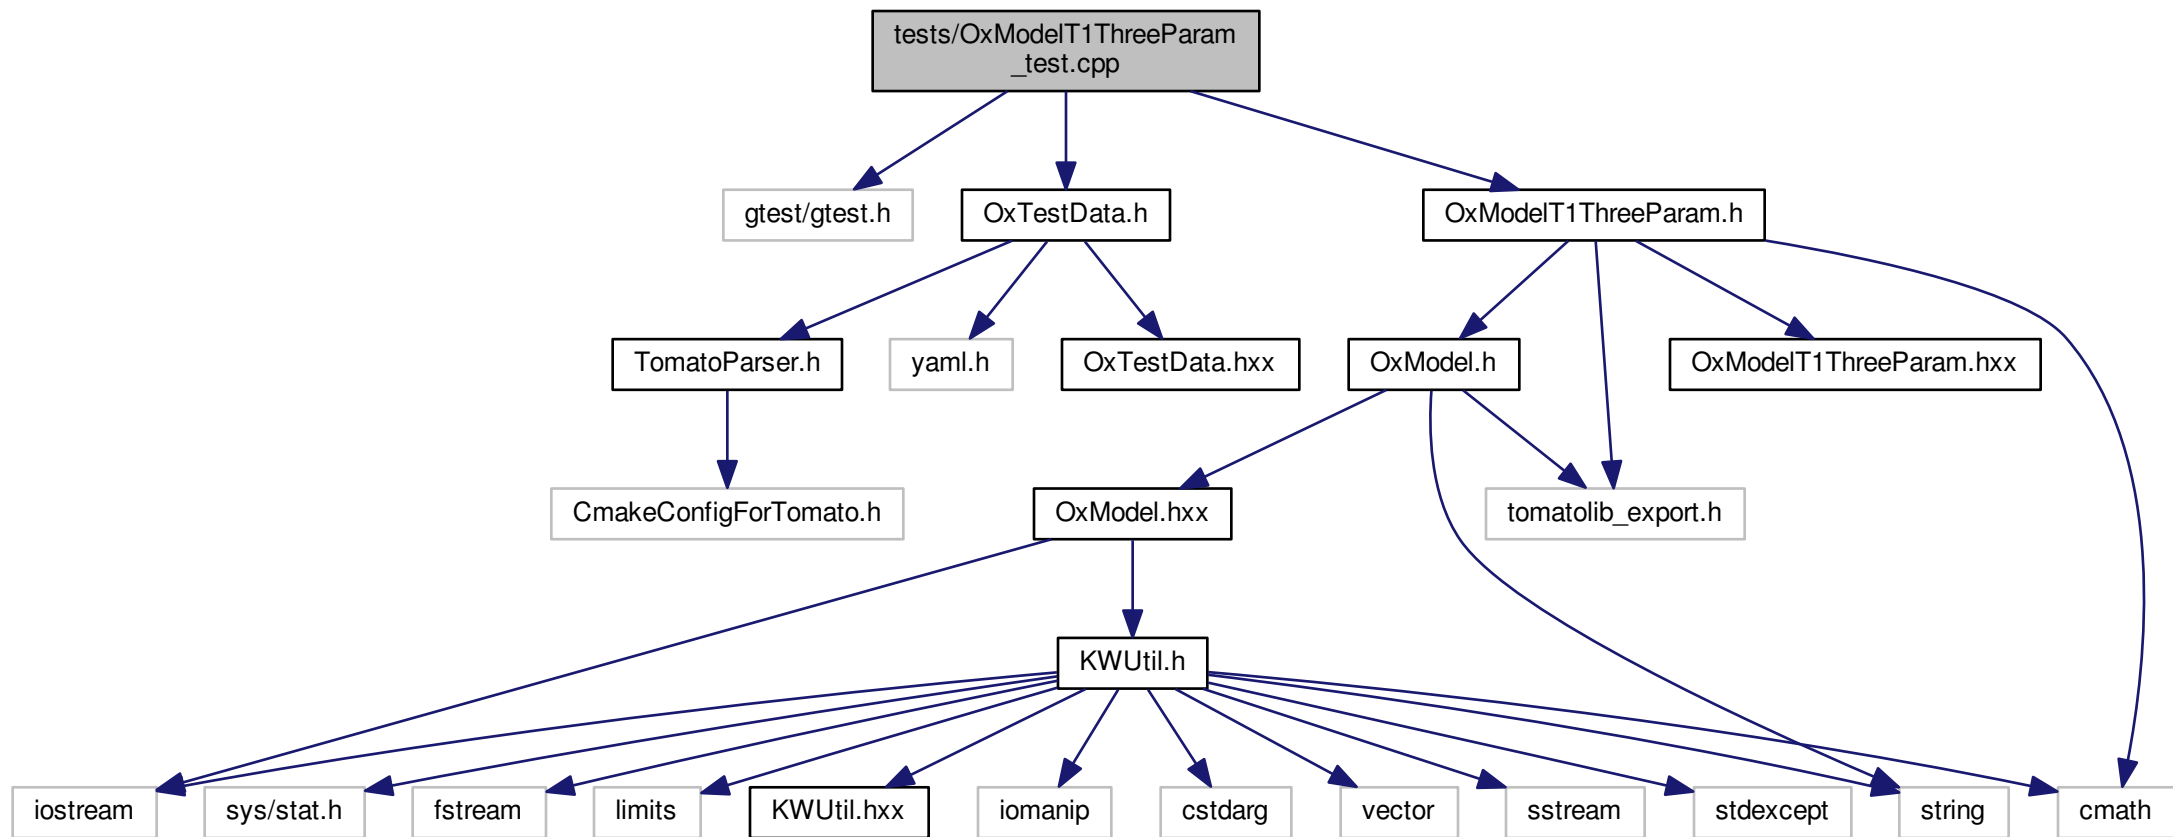 tests/OxModelT1ThreeParam
_test.cpp
gtest/gtest.h
OxTestData.h
OxModelT1ThreeParam.h
TomatoParser.h
yaml.h
OxTestData.hxx
OxModel.h
OxModelT1ThreeParam.hxx
CmakeConfigForTomato.h
OxModel.hxx
tomatolib_export.h
KWUtil.h
iostream
sys/stat.h
fstream
limits
KWUtil.hxx
iomanip
cstdarg
vector
sstream
stdexcept
string
cmath